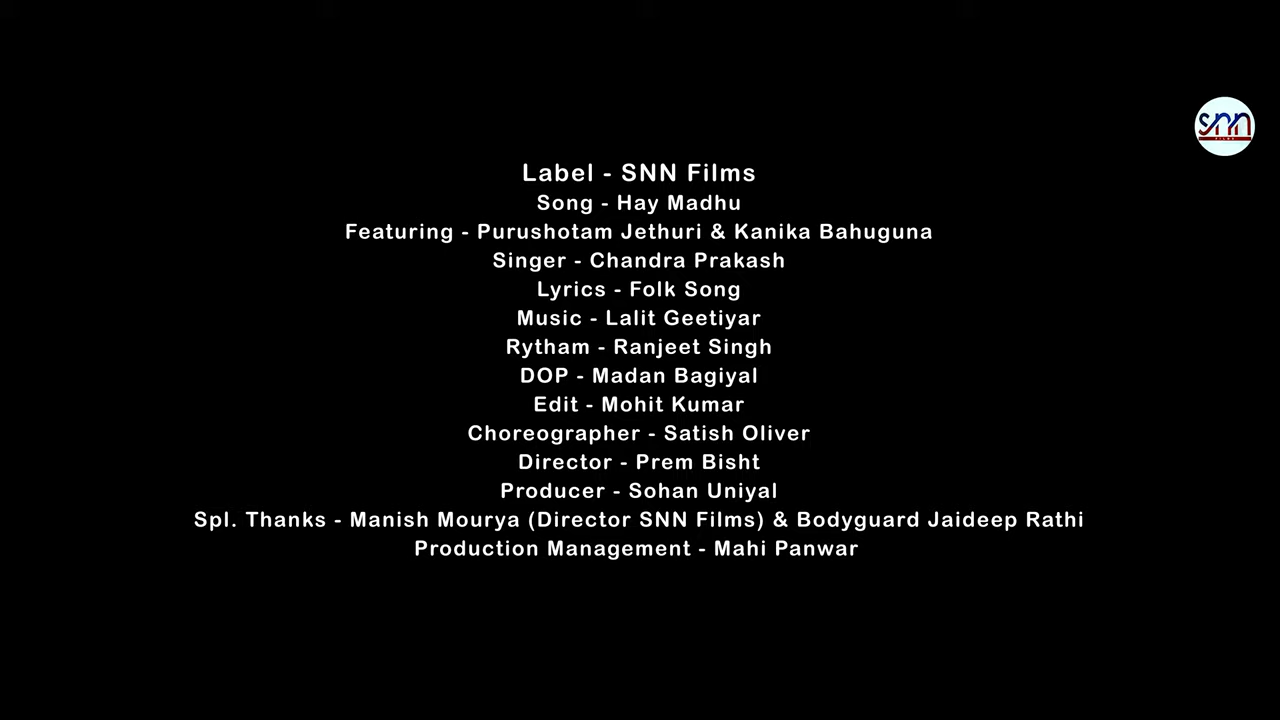 snn
FILMS
Label - SNN Films
Song - Hay Madhu
Featuring - Purushotam Jethuri & Kanika Bahuguna
Singer - Chandra Prakash
Lyrics - Folk Song
Music - Lalit Geetiyar
Rytham - Ranjeet Singh
DOP - Madan Bagiyal
Edit - Mohit Kumar
Choreographer - Satish Oliver
Director - Prem Bisht
Producer - Sohan Uniyal
Spl. Thanks - Manish Mourya (Director SNN Films) & Bodyguard Jaideep Rathi
Production Management - Mahi Panwar